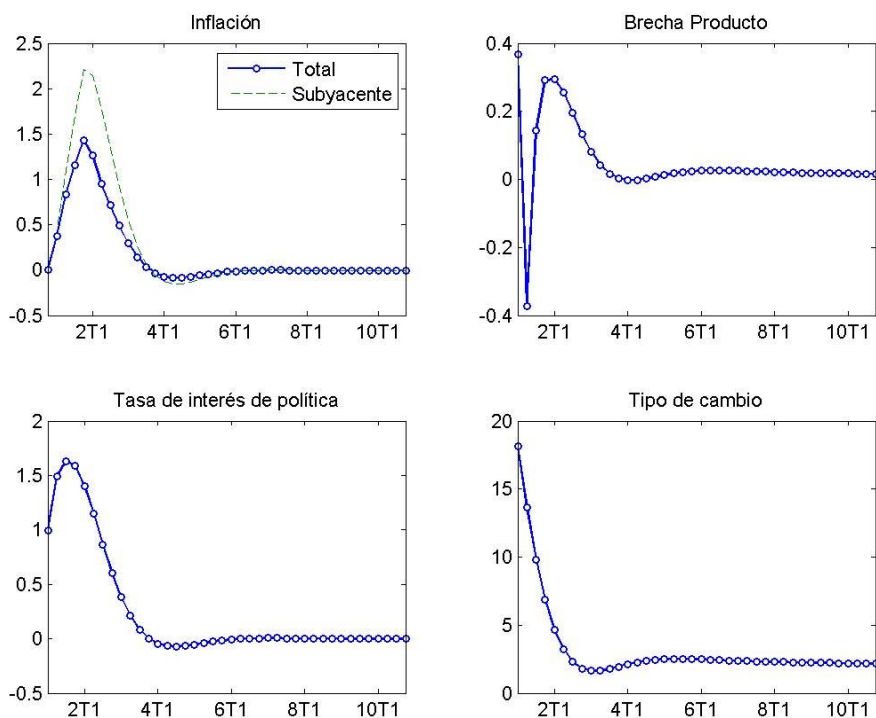 Inflación
2.5
2
1.5
1
0.5
0
-0.5
Total
Subyacente
2T1 4T1 6T1 8T1 10T1
Brecha Producto
0.4
0.2
0
-0.2
-0.4
2T1 4T1 6T1 8T1 10T1
Tasa de interés de política
2
1.5
1
0.5
0
-0.5
2T1 4T1 6T1 8T1 10T1
Tipo de cambio
20
15
10
5
0
2T1 4T1 6T1 8T1 10T1